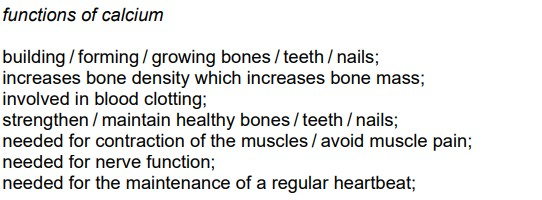 functions of calcium
building / forming / growing bones / teeth / nails;
increases bone density which increases bone mass;
involved in blood clotting;
strengthen / maintain healthy bones / teeth / nails;
needed for contraction of the muscles / avoid muscle pain;
needed for nerve function;
needed for the maintenance of a regular heartbeat;